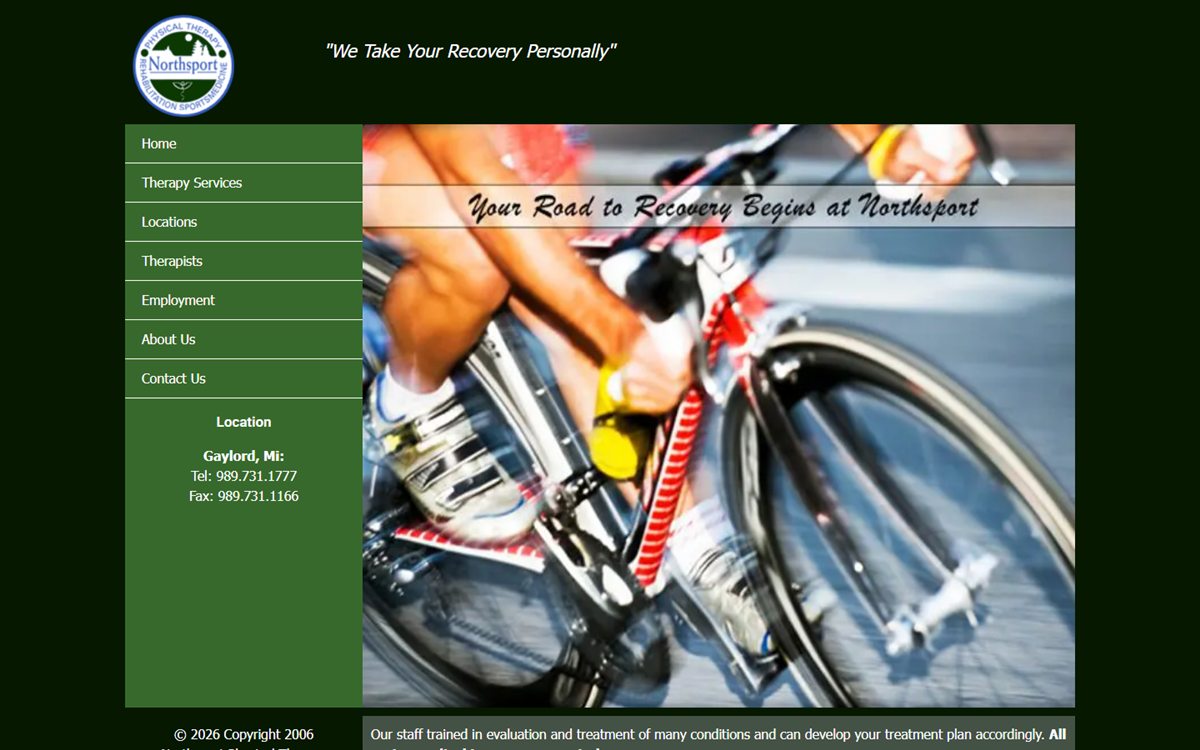 PHYSICAL THERAPY
Northsport
REHABILITATION SPORTSMEDICINE
"We Take Your Recovery Personally"
Home
Therapy Services
Locations
Therapists
Employment
About Us
Contact Us
Location
Gaylord, Mi:
Tel: 989.731.1777
Fax: 989.731.1166
Your Road to Recovery Begins at Northsport
© 2026 Copyright 2006
Our staff trained in evaluation and treatment of many conditions and can develop your treatment plan accordingly. All